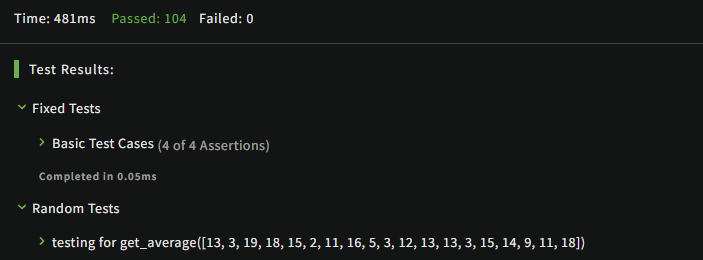 Time: 481ms Passed: 104 Failed: 0
Test Results:
Fixed Tests
Basic Test Cases (4 of 4 Assertions)
Completed in 0.05ms
Random Tests
testing for get_average([13, 3, 19, 18, 15, 2, 11, 16, 5, 3, 12, 13, 13, 3, 15, 14, 9, 11, 18])